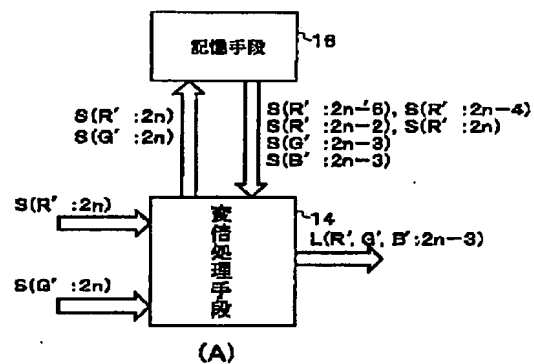 記憶手段
16
S(R' :2n)
S(G' :2n)
S(R' :2n-6), S(R' :2n-4)
S(R' :2n-2), S(R' :2n)
S(G' :2n-3)
S(B' :2n-3)
S(R' :2n)
S(G' :2n)
変倍処理手段
14
L(R', G', B' :2n-3)
(A)